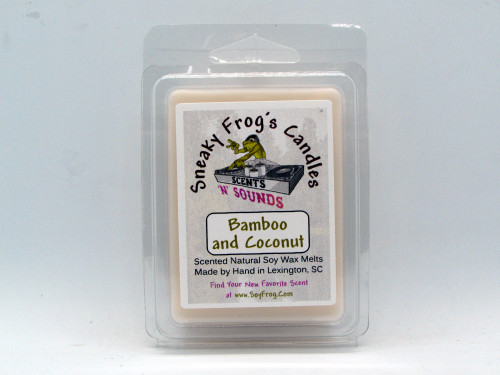 Sneaky Frog's Candles
SCENTS
'N' SOUNDS
Bamboo
and Coconut
Scented Natural Soy Wax Melts
Made by Hand in Lexington, SC
Find Your New Favorite Scent
at www.SoyFrog.Com